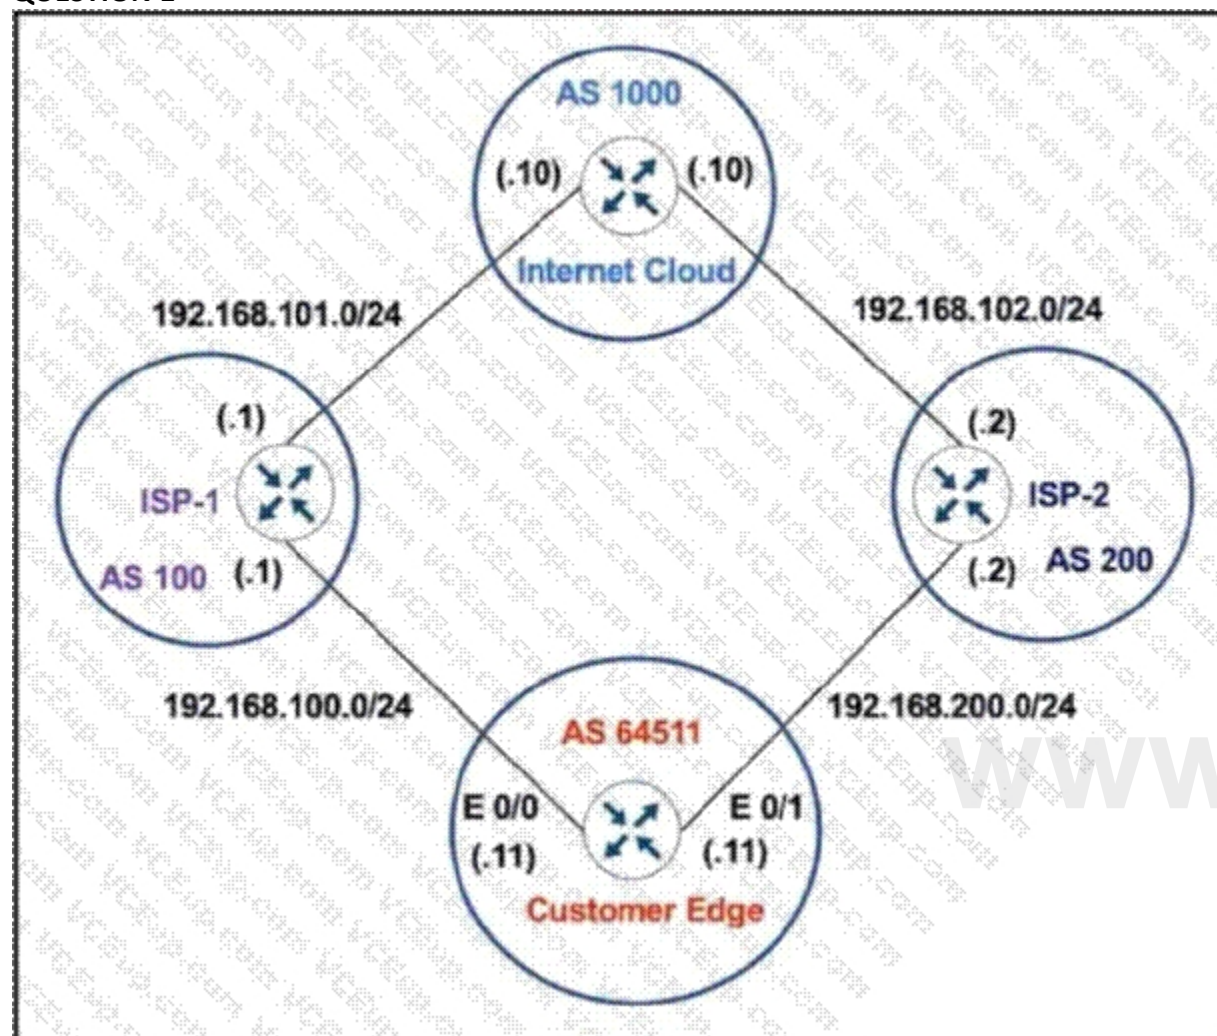 AS 1000
(.10) (.10)
Internet Cloud
192.168.101.0/24 192.168.102.0/24
(.1) (.2)
ISP-1 ISP-2
AS 100 (.1) (.2) AS 200
192.168.100.0/24 192.168.200.0/24
AS 64511
www
E 0/0 E 0/1
(.11) (.11)
Customer Edge